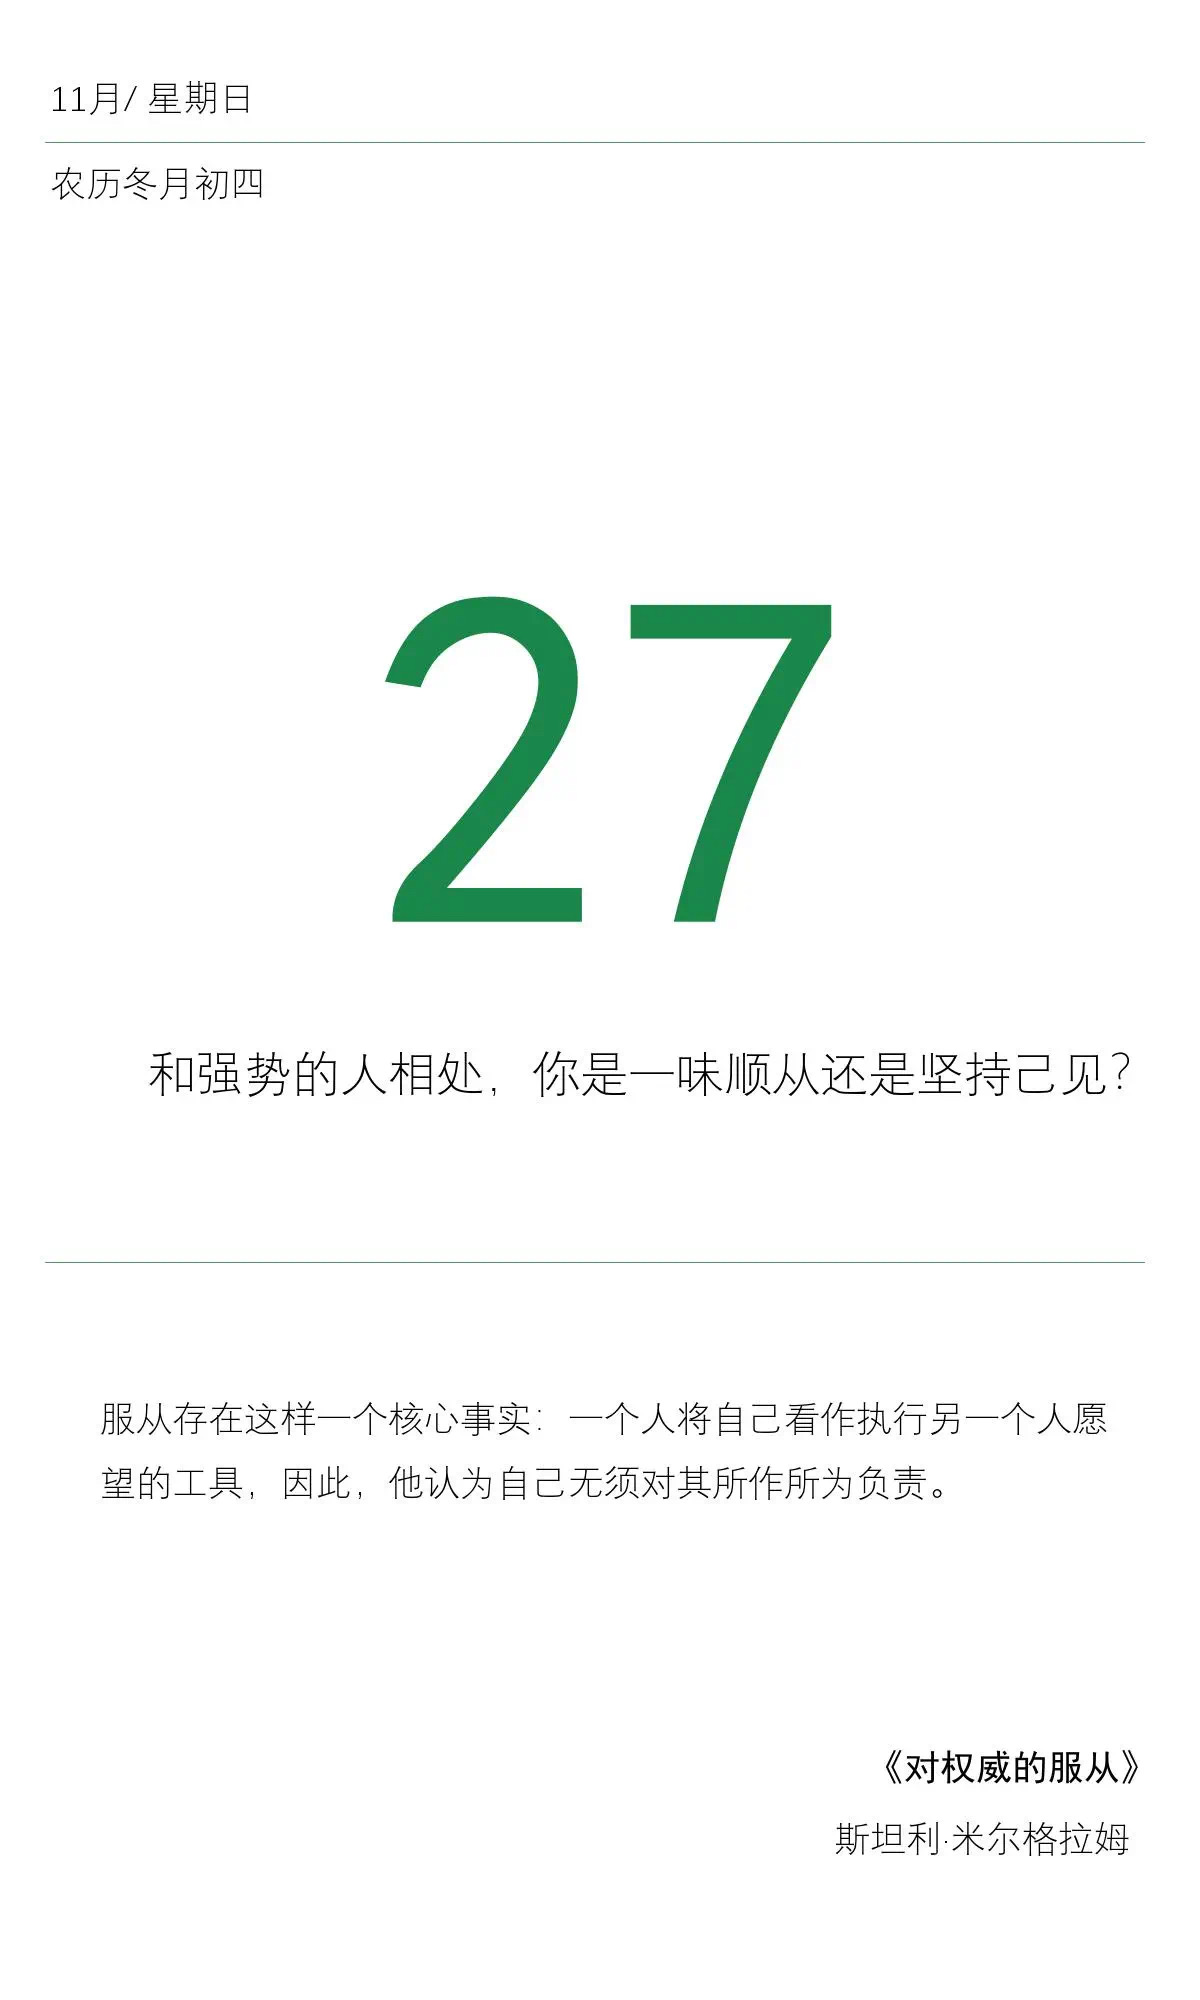 11月/ 星期日
农历冬月初四
27
和强势的人相处，你是一味顺从还是坚持己见？
服从存在这样一个核心事实：一个人将自己看作执行另一个人愿
望的工具，因此，他认为自己无须对其所作所为负责。
《对权威的服从》
斯坦利·米尔格拉姆